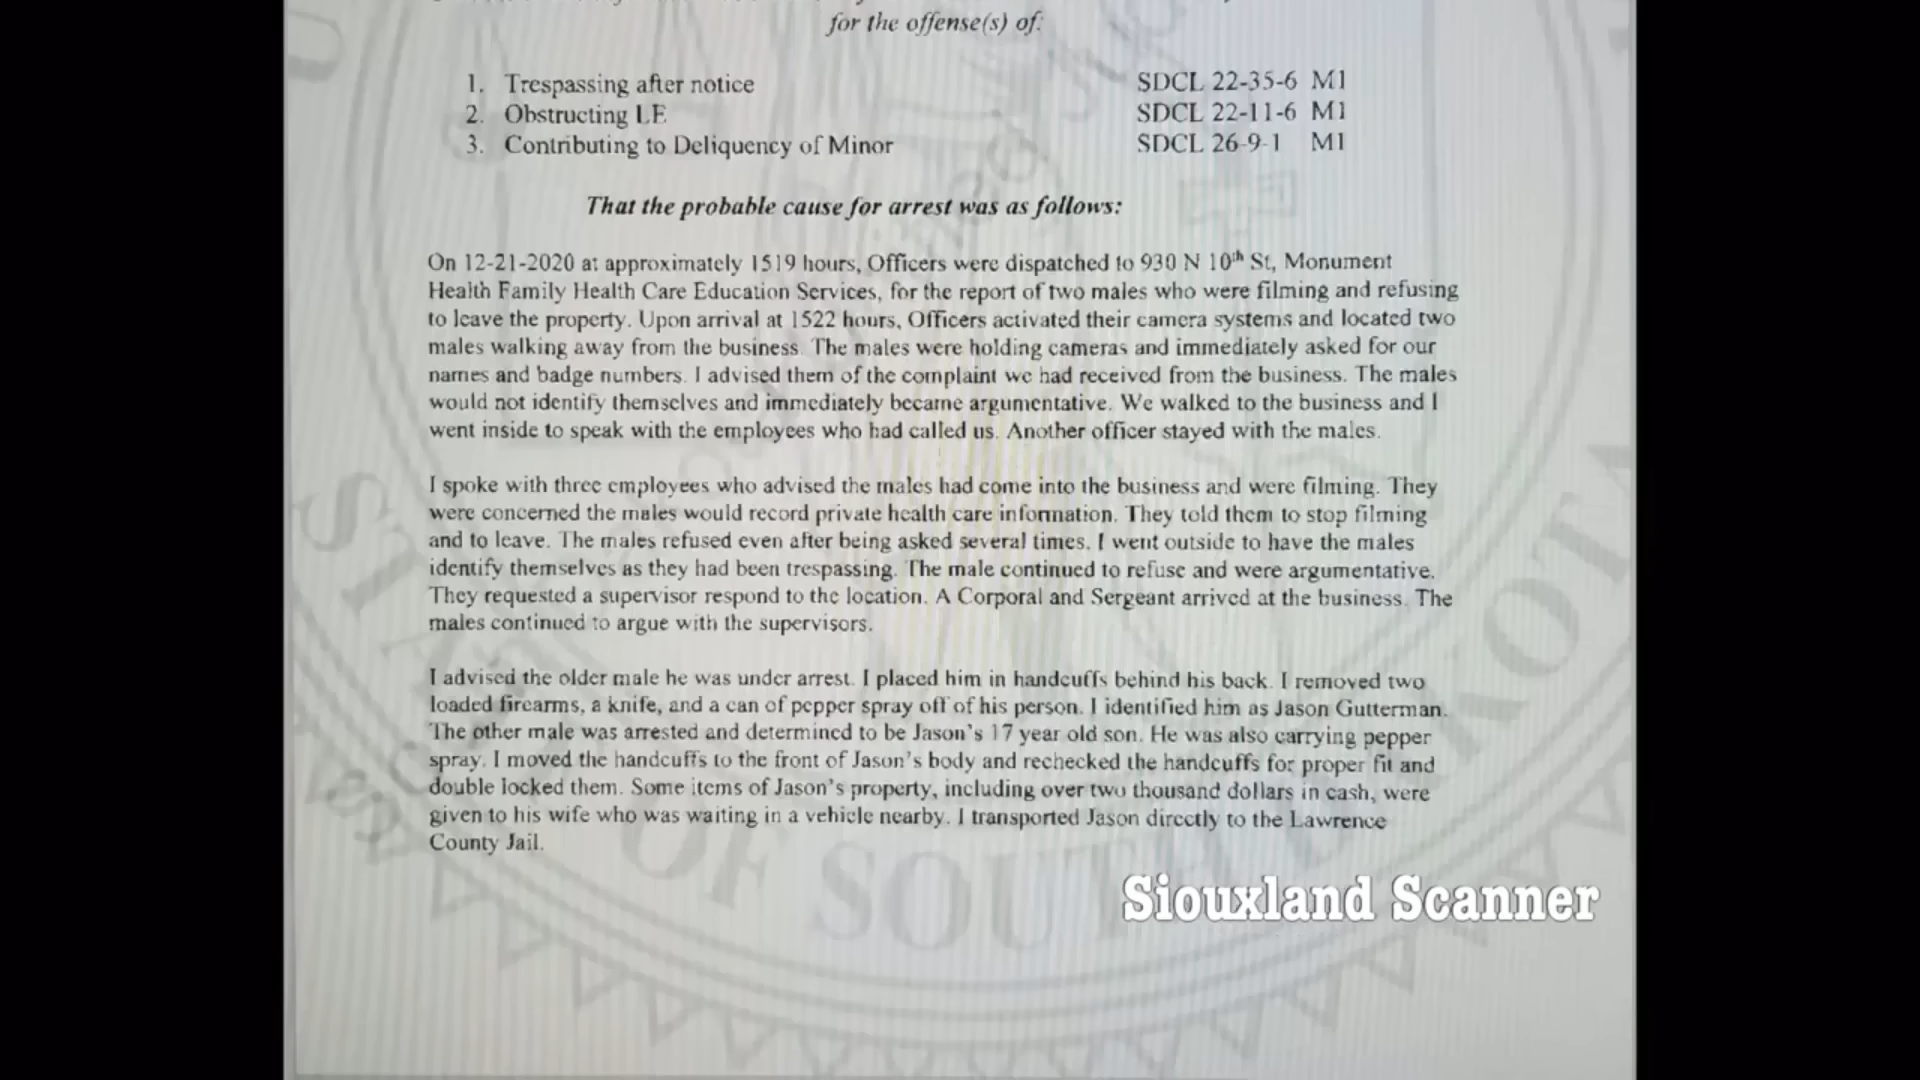 for the offense(s) of:
1. Trespassing after notice SDCL 22-35-6 M1
2. Obstructing LE SDCL 22-11-6 M1
3. Contributing to Deliquency of Minor SDCL 26-9-1 M1
That the probable cause for arrest was as follows:
On 12-21-2020 at approximately 1519 hours, Officers were dispatched to 930 N 10th St, Monument
Health Family Health Care Education Services, for the report of two males who were filming and refusing
to leave the property. Upon arrival at 1522 hours, Officers activated their camera systems and located two
males walking away from the business. The males were holding cameras and immediately asked for our
names and badge numbers. I advised them of the complaint we had received from the business. The males
would not identify themselves and immediately became argumentative. We walked to the business and I
went inside to speak with the employees who had called us. Another officer stayed with the males.
I spoke with three employees who advised the males had come into the business and were filming. They
were concerned the males would record private health care information. They told them to stop filming
and to leave. The males refused even after being asked several times. I went outside to have the males
identify themselves as they had been trespassing. The male continued to refuse and were argumentative.
They requested a supervisor respond to the location. A Corporal and Sergeant arrived at the business. The
males continued to argue with the supervisors.
I advised the older male he was under arrest. I placed him in handcuffs behind his back. I removed two
loaded firearms, a knife, and a can of pepper spray off of his person. I identified him as Jason Gutterman.
The other male was arrested and determined to be Jason's 17 year old son. He was also carrying pepper
spray. I moved the handcuffs to the front of Jason's body and rechecked the handcuffs for proper fit and
double locked them. Some items of Jason's property, including over two thousand dollars in cash, were
given to his wife who was waiting in a vehicle nearby. I transported Jason directly to the Lawrence
County Jail.
Siouxland Scanner